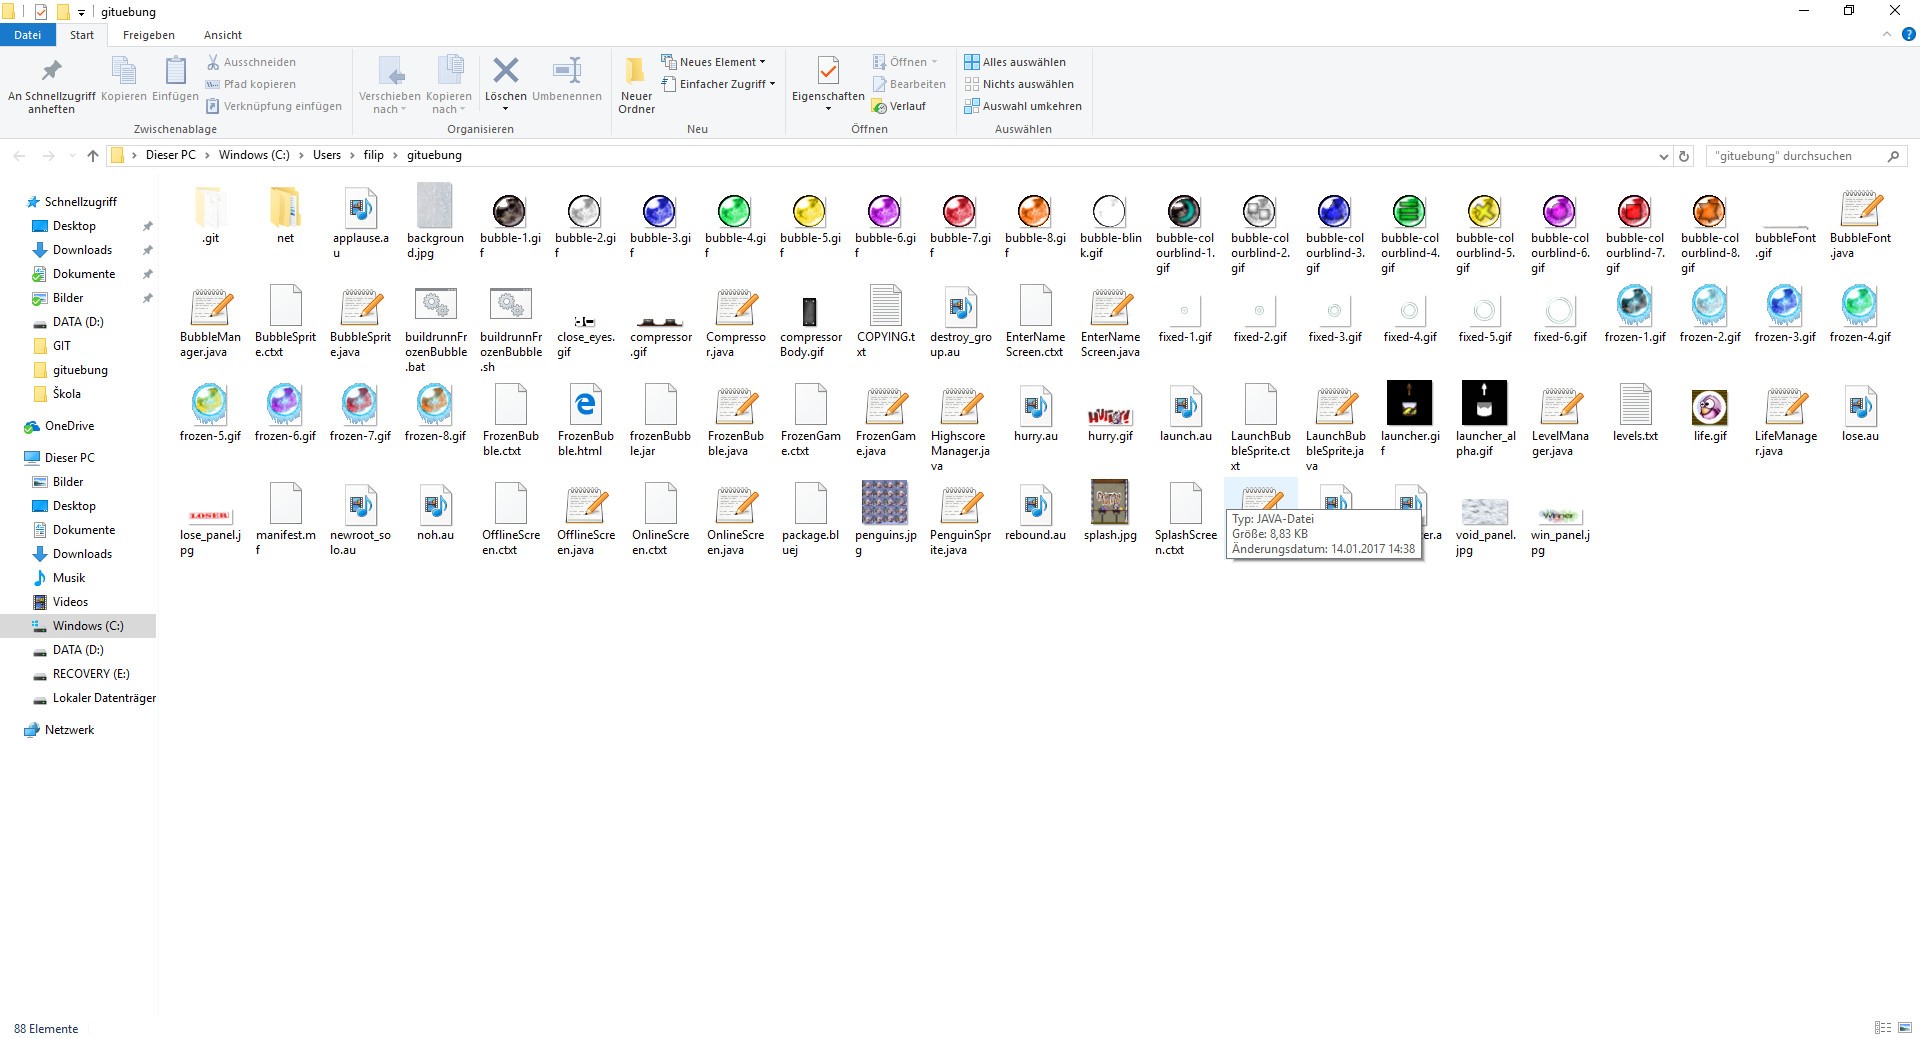 gituebung
Datei Start Freigeben Ansicht
Ausschneiden
Pfad kopieren
Verknüpfung einfügen
An Schnellzugriff anheften
Kopieren
Einfügen
Zwischenablage
Verschieben nach
Kopieren nach
Löschen
Umbenennen
Organisieren
Neuer Ordner
Neues Element
Einfacher Zugriff
Neu
Eigenschaften
Öffnen
Bearbeiten
Verlauf
Öffnen
Alles auswählen
Nichts auswählen
Auswahl umkehren
Auswählen
Dieser PC > Windows (C:) > Users > filip > gituebung
"gituebung" durchsuchen
Schnellzugriff
Desktop
Downloads
Dokumente
Bilder
DATA (D:)
GIT
gituebung
Škola
OneDrive
Dieser PC
Bilder
Desktop
Dokumente
Downloads
Musik
Videos
Windows (C:)
DATA (D:)
RECOVERY (E:)
Lokaler Datenträger
Netzwerk
.git
net
applause.au
background.jpg
bubble-1.gif
bubble-2.gif
bubble-3.gif
bubble-4.gif
bubble-5.gif
bubble-6.gif
bubble-7.gif
bubble-8.gif
bubble-blink.gif
bubble-colourblind-1.gif
bubble-colourblind-2.gif
bubble-colourblind-3.gif
bubble-colourblind-4.gif
bubble-colourblind-5.gif
bubble-colourblind-6.gif
bubble-colourblind-7.gif
bubble-colourblind-8.gif
bubbleFont.gif
BubbleFont.java
BubbleManager.java
BubbleSprite.ctxt
BubbleSprite.java
buildrunnFrozenBubble.bat
buildrunnFrozenBubble.sh
close_eyes.gif
compressor.gif
Compressor.java
compressorBody.gif
COPYING.txt
destroy_group.au
EnterNameScreen.ctxt
EnterNameScreen.java
fixed-1.gif
fixed-2.gif
fixed-3.gif
fixed-4.gif
fixed-5.gif
fixed-6.gif
frozen-1.gif
frozen-2.gif
frozen-3.gif
frozen-4.gif
frozen-5.gif
frozen-6.gif
frozen-7.gif
frozen-8.gif
FrozenBubble.ctxt
FrozenBubble.html
frozenBubble.jar
FrozenBubble.java
FrozenGame.ctxt
FrozenGame.java
HighscoreManager.java
hurry.au
HURRY!
hurry.gif
launch.au
LaunchBubbleSprite.ctxt
LaunchBubbleSprite.java
launcher.gif
launcher_alpha.gif
LevelManager.java
levels.txt
life.gif
LifeManager.java
lose.au
LOSER!
lose_panel.jpg
manifest.mf
newroot_solo.au
noh.au
OfflineScreen.ctxt
OfflineScreen.java
OnlineScreen.ctxt
OnlineScreen.java
package.bluej
penguins.jpg
PenguinSprite.java
rebound.au
splash.jpg
SplashScreen.ctxt
Typ: JAVA-Datei
Größe: 8,83 KB
Änderungsdatum: 14.01.2017 14:38
void_panel.jpg
Winner
win_panel.jpg
88 Elemente